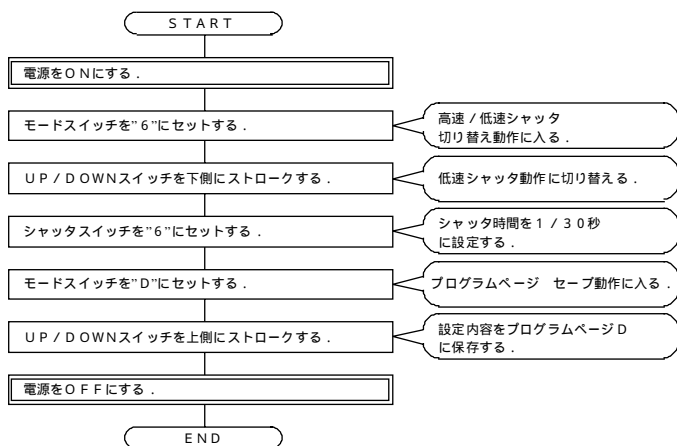 ＳＴＡＲＴ
電源をＯＮにする．
モードスイッチを”6”にセットする．
高速／低速シャッタ
切り替え動作に入る．
ＵＰ／ＤＯＷＮスイッチを下側にストロークする．
低速シャッタ動作に切り替える．
シャッタスイッチを”6”にセットする．
シャッタ時間を１／３０秒
に設定する．
モードスイッチを”D”にセットする．
プログラムページ　セーブ動作に入る．
ＵＰ／ＤＯＷＮスイッチを上側にストロークする．
設定内容をプログラムページＤ
に保存する．
電源をＯＦＦにする．
ＥＮＤ